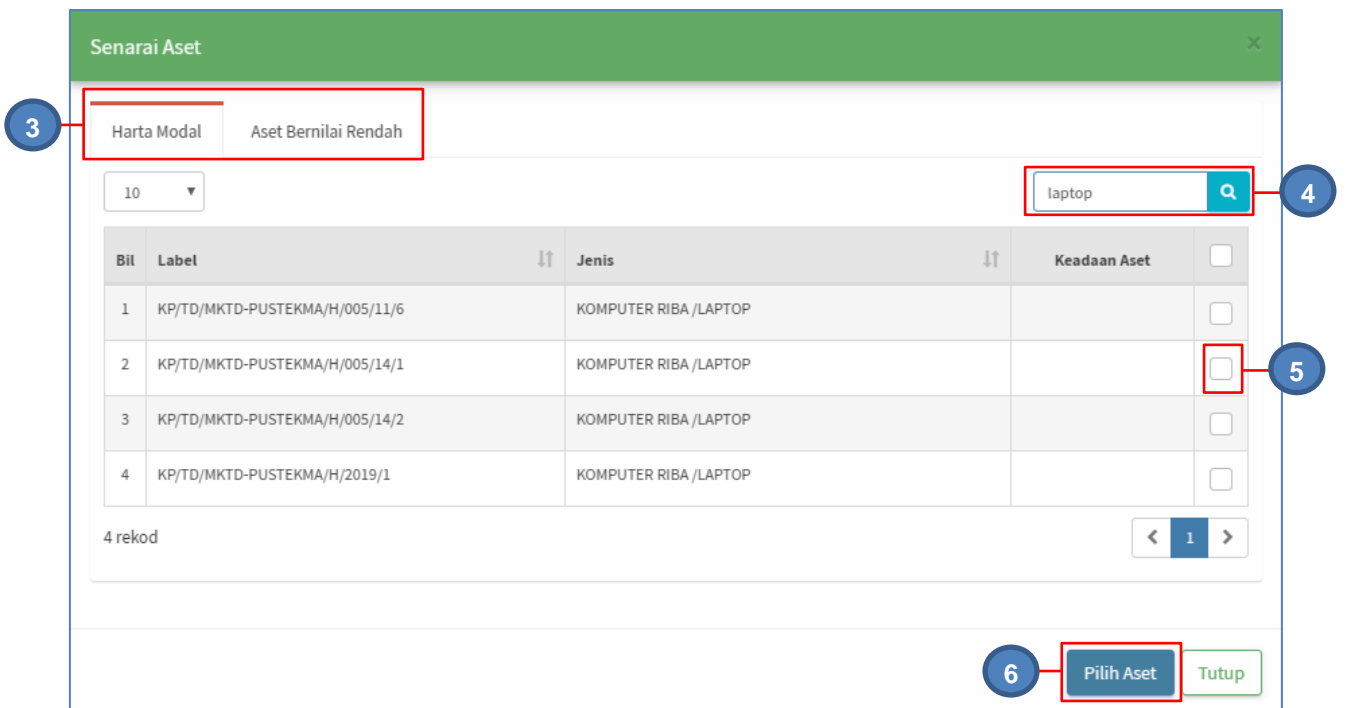 Senarai Aset ×
3 Harta Modal Aset Bernilai Rendah
10 laptop 4
Bil Label Jenis Keadaan Aset
1 KP/TD/MKTD-PUSTEKMA/H/005/11/6 KOMPUTER RIBA /LAPTOP
2 KP/TD/MKTD-PUSTEKMA/H/005/14/1 KOMPUTER RIBA /LAPTOP 5
3 KP/TD/MKTD-PUSTEKMA/H/005/14/2 KOMPUTER RIBA /LAPTOP
4 KP/TD/MKTD-PUSTEKMA/H/2019/1 KOMPUTER RIBA /LAPTOP
4 rekod 1
6 Pilih Aset Tutup